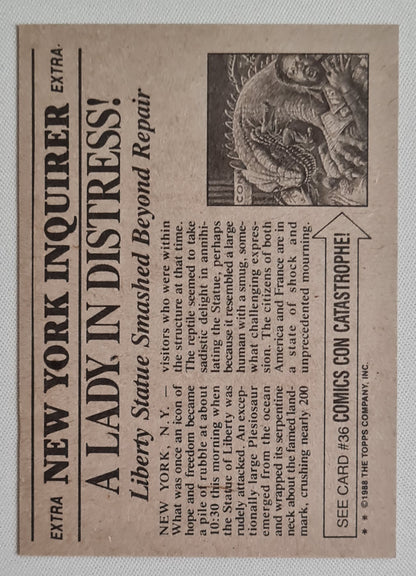 EXTRA NEW YORK INQUIRER EXTRA.
A LADY IN DISTRESS!
Liberty Statue Smashed Beyond Repair
NEW YORK, N.Y. —
What was once an icon of
hope and freedom became
a pile of rubble at about
10:30 this morning when
the Statue of Liberty was
rudely attacked. An excep-
tionally large Plesiosaur
emerged from the ocean
and wrapped its serpentine
neck about the famed land-
mark, crushing nearly 200
visitors who were within
the structure at that time.
The reptile seemed to take
sadistic delight in annihi-
lating the Statue, perhaps
because it resembled a large
human with a smug, some-
what challenging expres-
sion. The citizens of both
America and France are in
a state of shock and
unprecedented mourning.
COM
SEE CARD #36 COMICS CON CATASTROPHE!
* * ©1988 THE TOPPS COMPANY, INC.